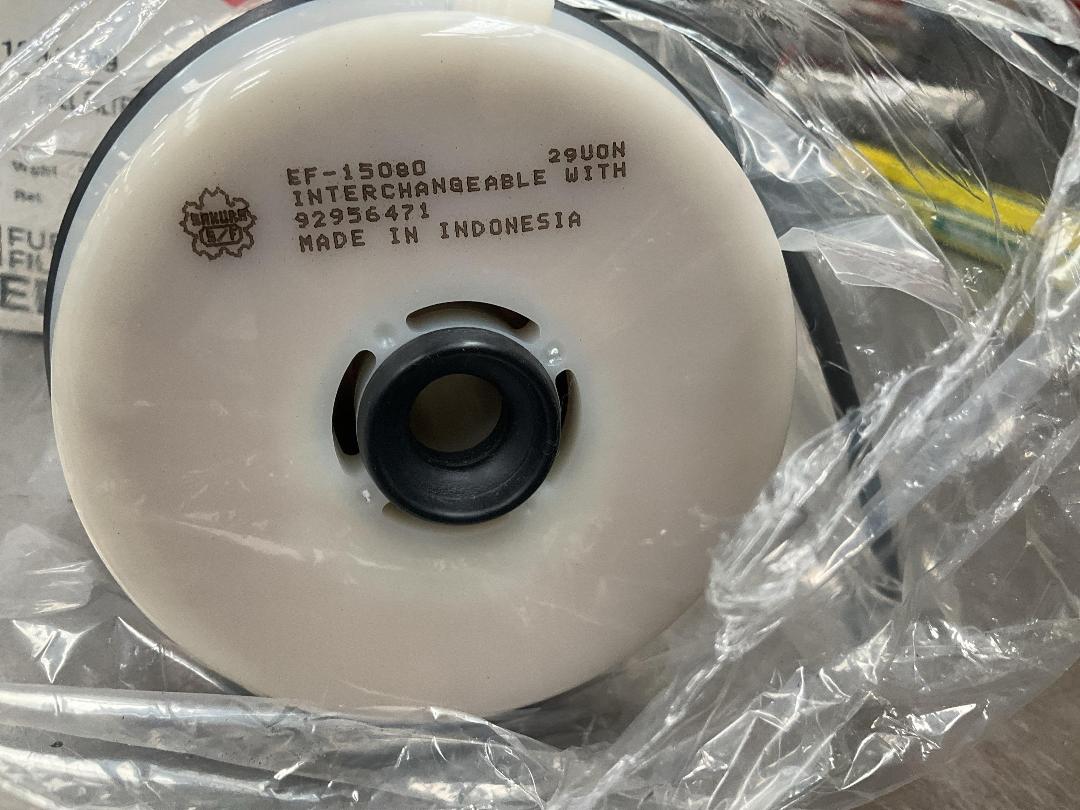 29UON
EF-15080
INTERCHANGEABLE WITH
92956471
MADE IN INDONESIA
SAKURA